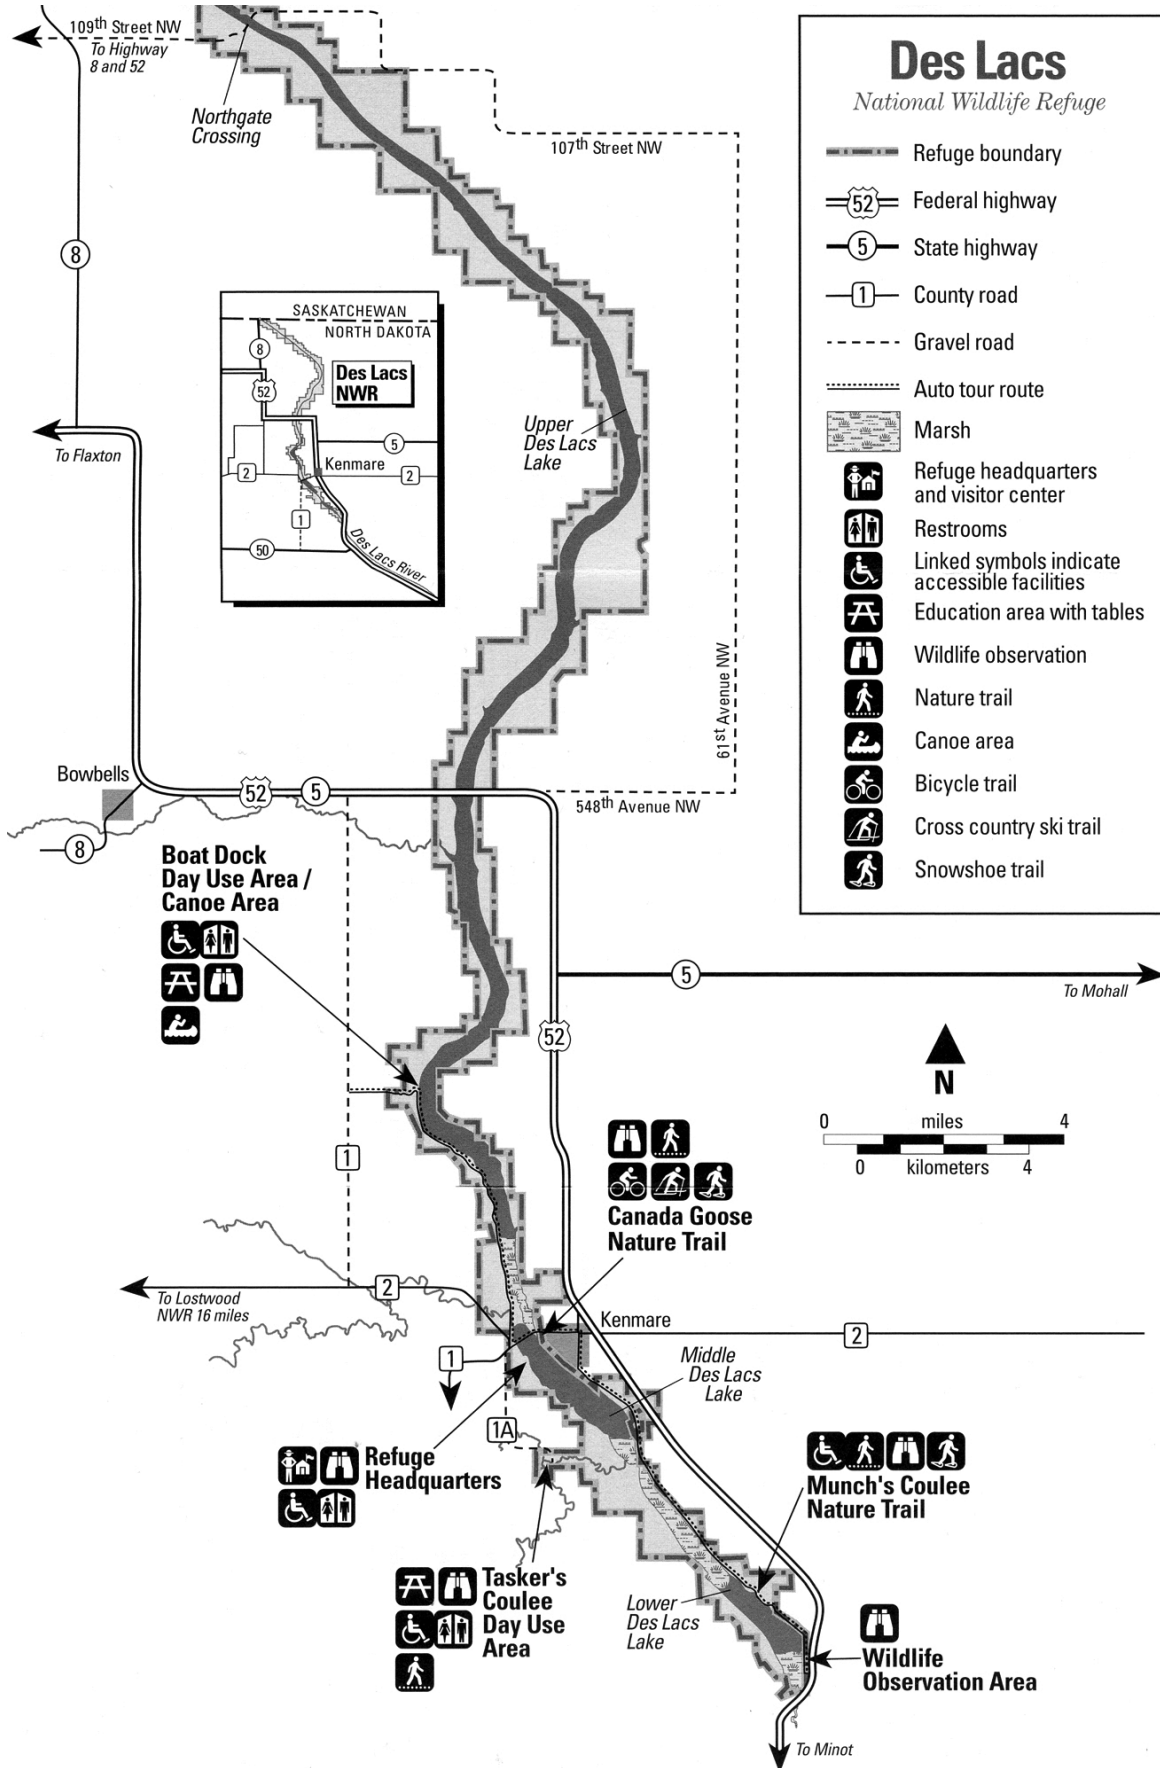 109th Street NW
To Highway
8 and 52
Northgate
Crossing
107th Street NW
8
SASKATCHEWAN
NORTH DAKOTA
8
Des Lacs
NWR
52
5
Kenmare
2
2
1
50
Des Lacs River
Upper
Des Lacs
Lake
To Flaxton
61st Avenue NW
Bowbells
52
5
548th Avenue NW
8
Boat Dock
Day Use Area /
Canoe Area
5
To Mohall
52
N
0 miles 4
0 kilometers 4
1
Canada Goose
Nature Trail
2
To Lostwood
NWR 16 miles
Kenmare
2
1
Middle
Des Lacs
Lake
1A
Refuge
Headquarters
Munch's Coulee
Nature Trail
Tasker's
Coulee
Day Use
Area
Lower
Des Lacs
Lake
Wildlife
Observation Area
To Minot
Des Lacs
National Wildlife Refuge
Refuge boundary
52 Federal highway
5 State highway
1 County road
Gravel road
Auto tour route
Marsh
Refuge headquarters
and visitor center
Restrooms
Linked symbols indicate
accessible facilities
Education area with tables
Wildlife observation
Nature trail
Canoe area
Bicycle trail
Cross country ski trail
Snowshoe trail